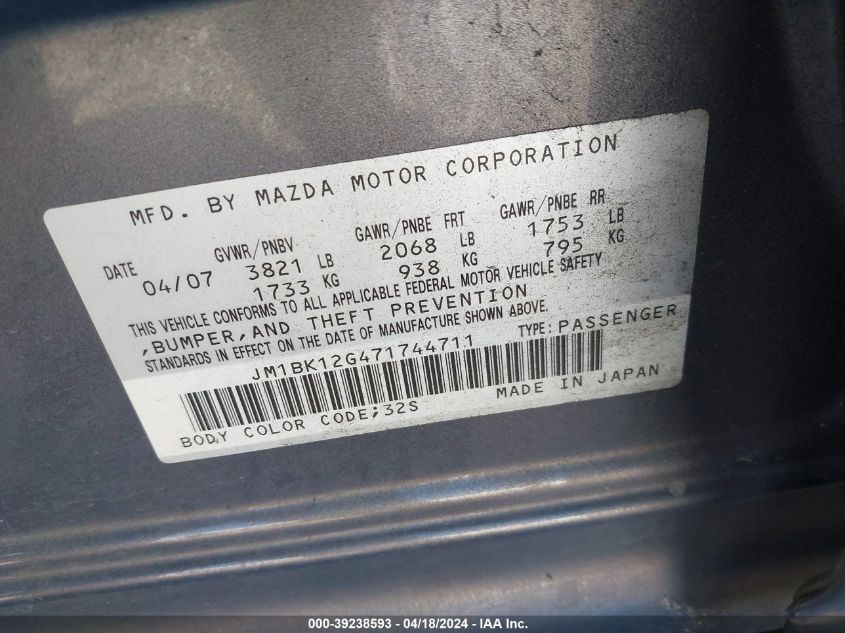 MFD. BY MAZDA MOTOR CORPORATION
DATE 04/07
GVWR/PNBV GAWR/PNBE FRT GAWR/PNBE RR
3821 LB 2068 LB 1753 LB
1733 KG 938 KG 795 KG
THIS VEHICLE CONFORMS TO ALL APPLICABLE FEDERAL MOTOR VEHICLE SAFETY
,BUMPER,AND THEFT PREVENTION
STANDARDS IN EFFECT ON THE DATE OF MANUFACTURE SHOWN ABOVE.
JM1BK12G471744711 TYPE: PASSENGER
BODY COLOR CODE;32S MADE IN JAPAN
000-39238593 - 04/18/2024 - IAA Inc.